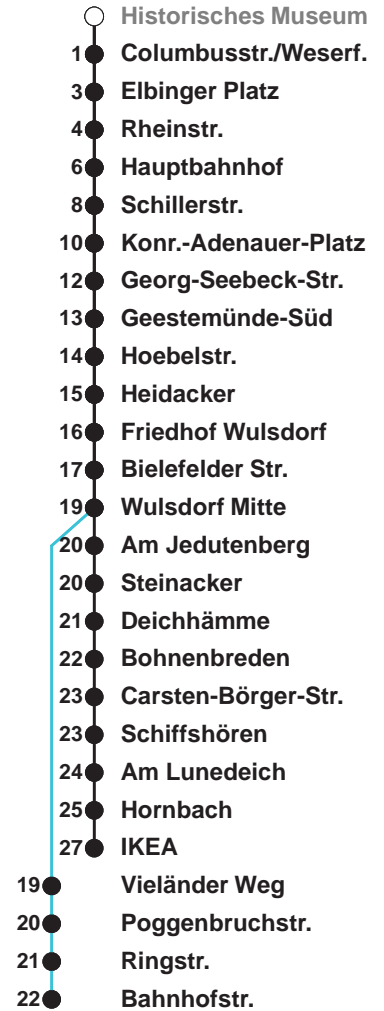 Historisches Museum
1 Columbusstr./Weserf.
3 Elbinger Platz
4 Rheinstr.
6 Hauptbahnhof
8 Schillerstr.
10 Konr.-Adenauer-Platz
12 Georg-Seebeck-Str.
13 Geestemünde-Süd
14 Hoebelstr.
15 Heidacker
16 Friedhof Wulsdorf
17 Bielefelder Str.
19 Wulsdorf Mitte
20 Am Jedutenberg
20 Steinacker
21 Deichhämme
22 Bohnenbreden
23 Carsten-Börger-Str.
23 Schiffshören
24 Am Lunedeich
25 Hornbach
27 IKEA
19 Vieländer Weg
20 Poggenbruchstr.
21 Ringstr.
22 Bahnhofstr.